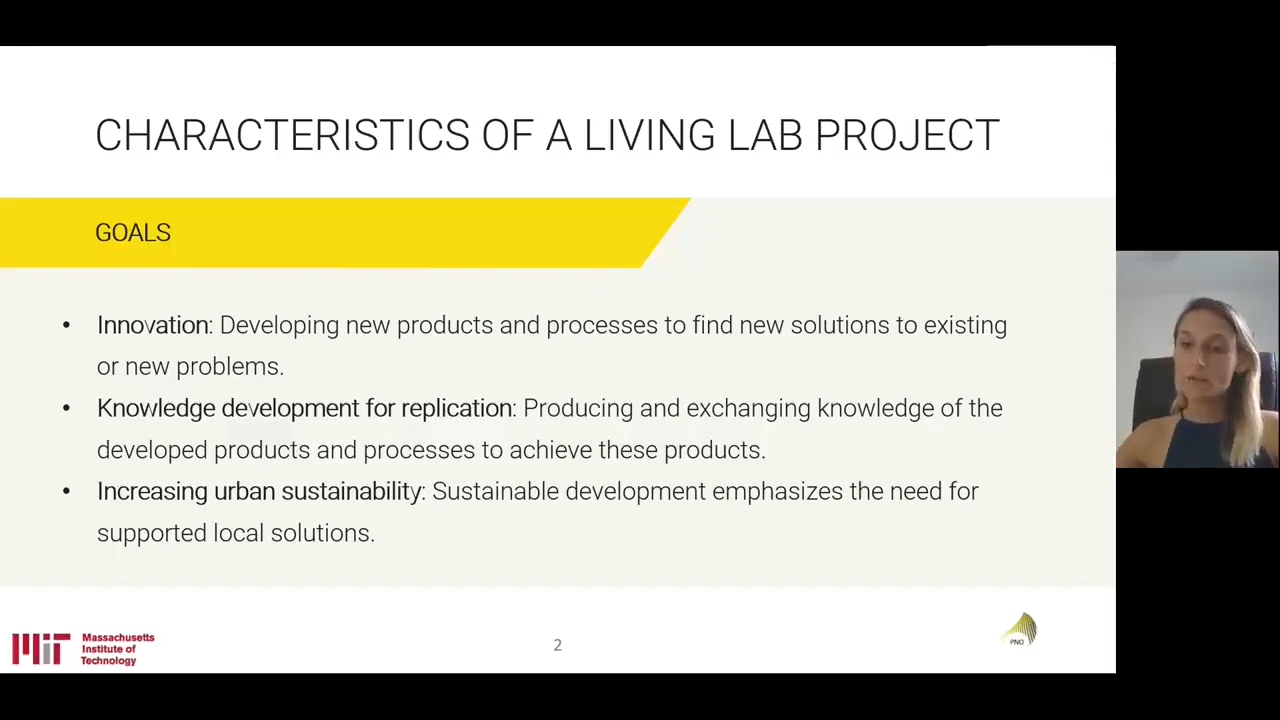 CHARACTERISTICS OF A LIVING LAB PROJECT
GOALS
• Innovation: Developing new products and processes to find new solutions to existing
or new problems.
• Knowledge development for replication: Producing and exchanging knowledge of the
developed products and processes to achieve these products.
• Increasing urban sustainability: Sustainable development emphasizes the need for
supported local solutions.
MIT
Massachusetts
Institute of
Technology
2
PNO